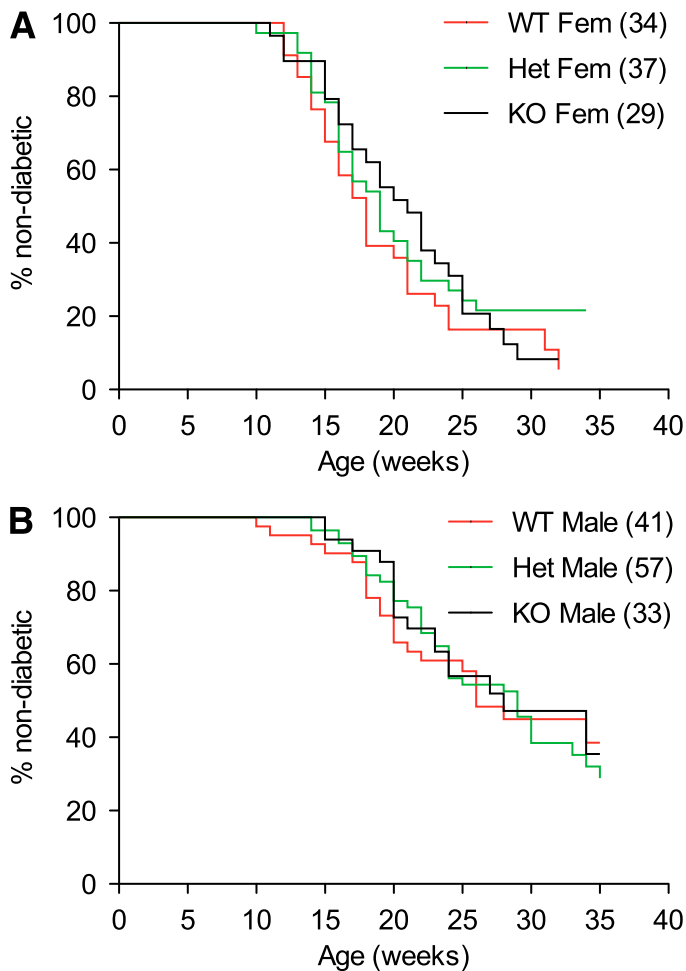 A
100
80
60
40
20
0
% non-diabetic
WT Fem (34)
Het Fem (37)
KO Fem (29)
0 5 10 15 20 25 30 35 40
Age (weeks)
B
100
80
60
40
20
0
% non-diabetic
WT Male (41)
Het Male (57)
KO Male (33)
0 5 10 15 20 25 30 35 40
Age (weeks)